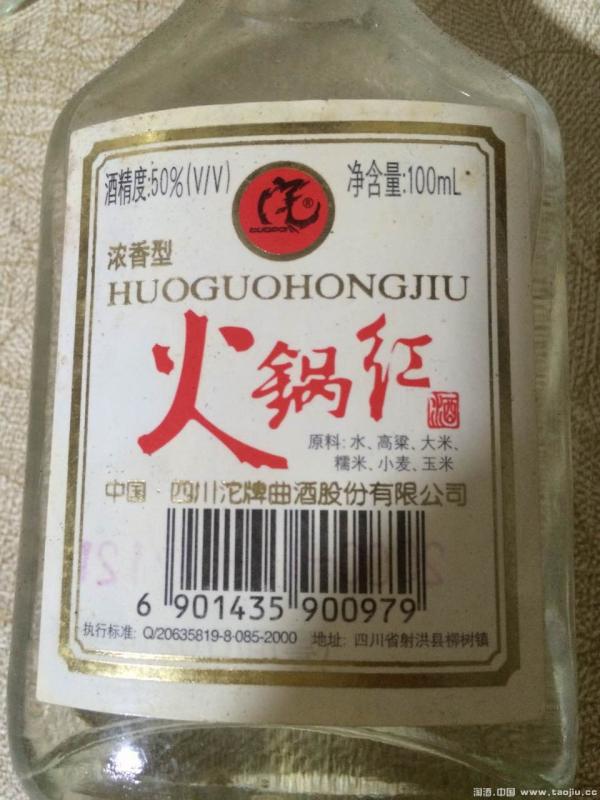 酒精度:50%(V/V)
净含量:100mL
浓香型
HUOGUOHONGJIU
火锅红
酒
原料: 水、高粱、大米、
糯米、小麦、玉米
中国 四川沱牌曲酒股份有限公司
6 901435 900979
执行标准: Q/20635819-8·085-2000 地址: 四川省射洪县柳树镇
淘酒.中国 www.taojiu.cc